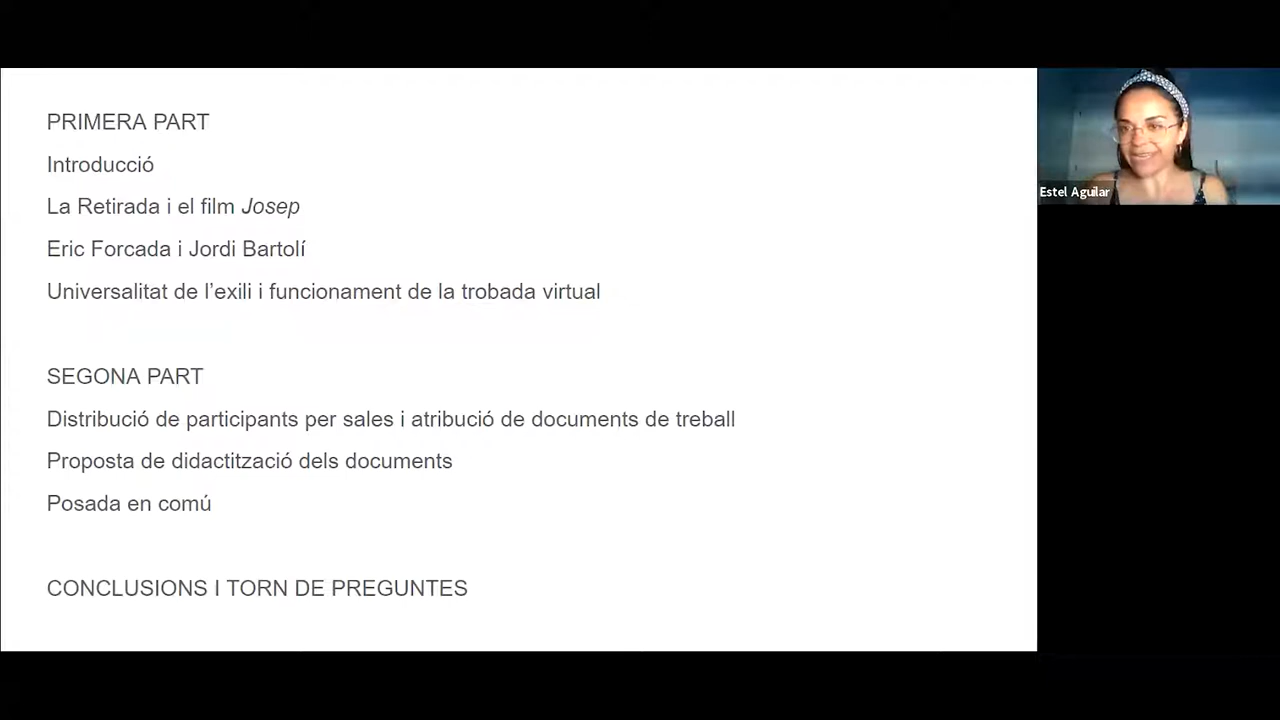 PRIMERA PART
Introducció
La Retirada i el film Josep
Eric Forcada i Jordi Bartolí
Universalitat de l’exili i funcionament de la trobada virtual
SEGONA PART
Distribució de participants per sales i atribució de documents de treball
Proposta de didactització dels documents
Posada en comú
CONCLUSIONS I TORN DE PREGUNTES
Estel Aguilar